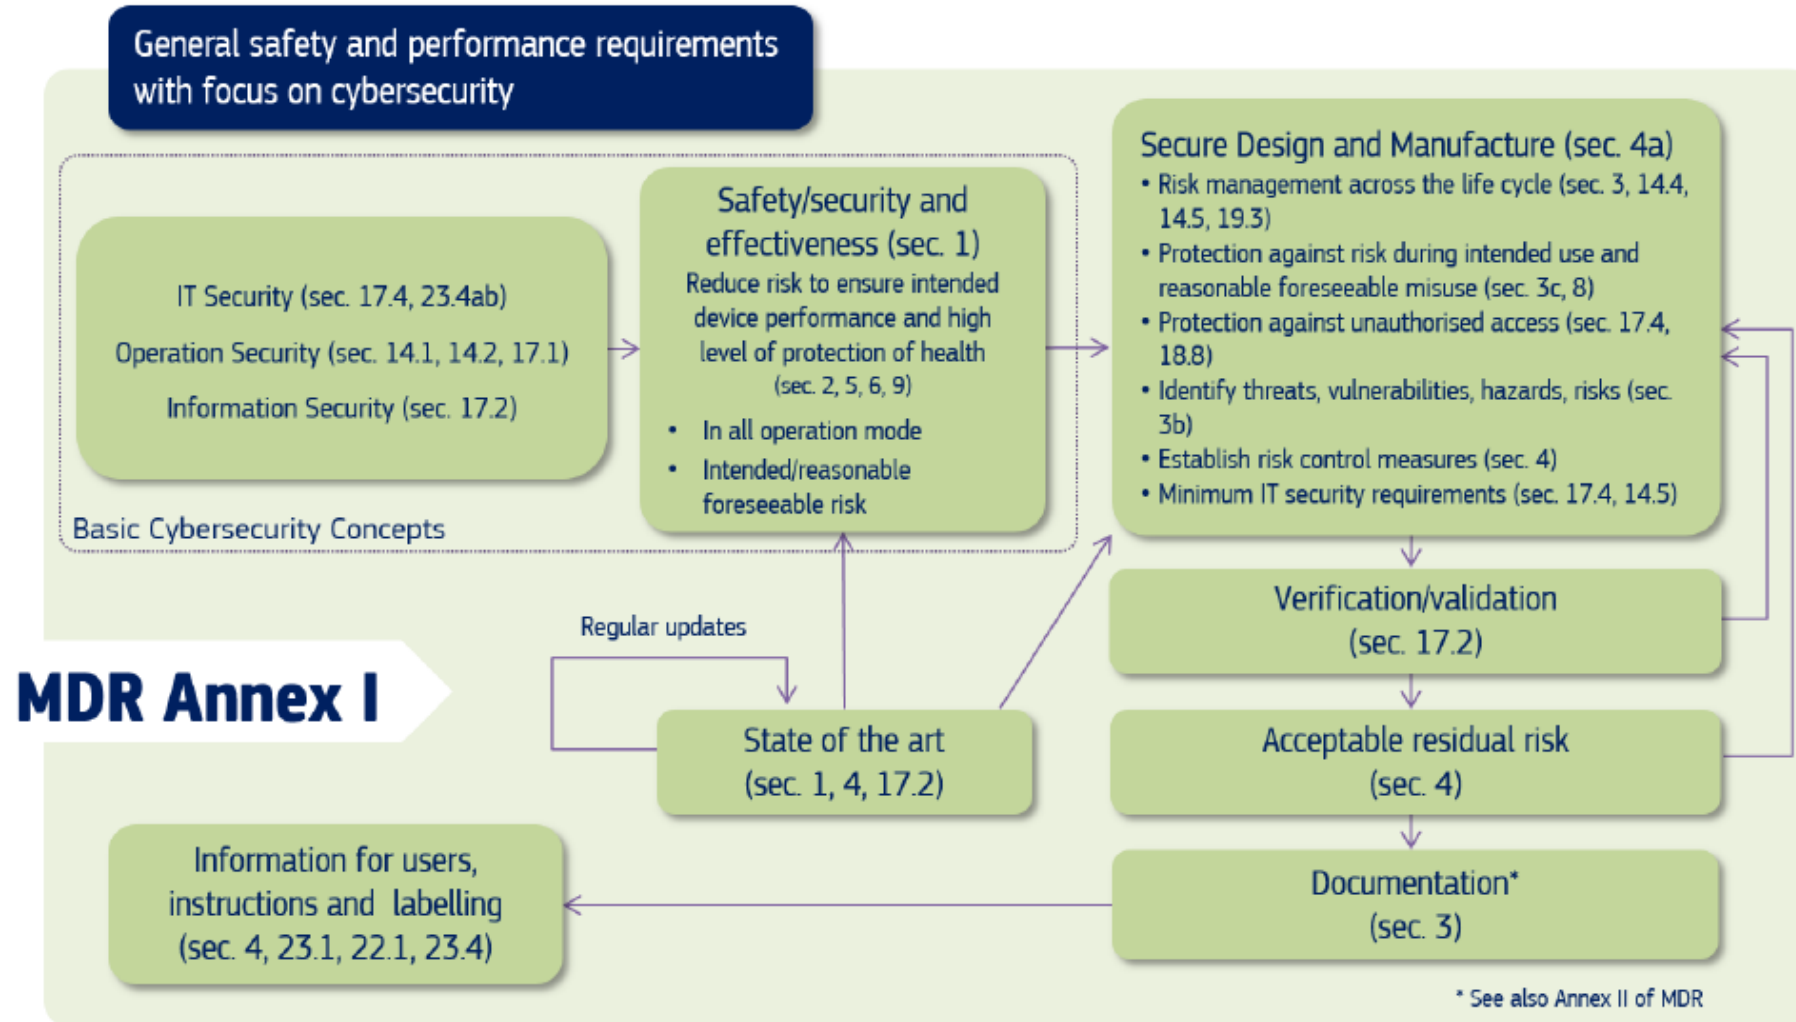 General safety and performance requirements
with focus on cybersecurity
IT Security (sec. 17.4, 23.4ab)
Operation Security (sec. 14.1, 14.2, 17.1)
Information Security (sec. 17.2)
Basic Cybersecurity Concepts
Safety/security and
effectiveness (sec. 1)
Reduce risk to ensure intended
device performance and high
level of protection of health
(sec. 2, 5, 6, 9)
• In all operation mode
• Intended/reasonable
foreseeable risk
Secure Design and Manufacture (sec. 4a)
• Risk management across the life cycle (sec. 3, 14.4,
14.5, 19.3)
• Protection against risk during intended use and
reasonable foreseeable misuse (sec. 3c, 8)
• Protection against unauthorised access (sec. 17.4,
18.8)
• Identify threats, vulnerabilities, hazards, risks (sec.
3b)
• Establish risk control measures (sec. 4)
• Minimum IT security requirements (sec. 17.4, 14.5)
Verification/validation
(sec. 17.2)
Regular updates
MDR Annex I
State of the art
(sec. 1, 4, 17.2)
Acceptable residual risk
(sec. 4)
Information for users,
instructions and labelling
(sec. 4, 23.1, 22.1, 23.4)
Documentation*
(sec. 3)
* See also Annex II of MDR